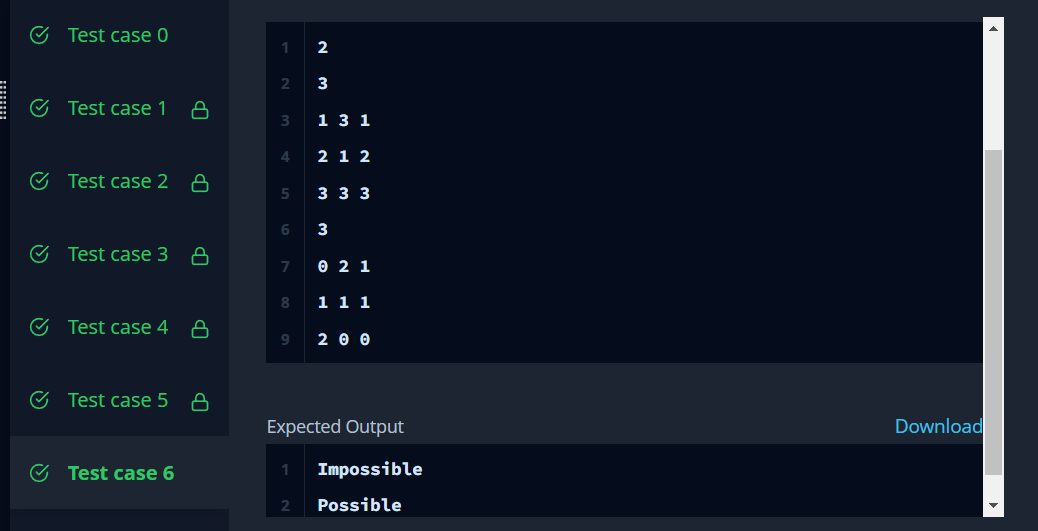 Test case 0
Test case 1
Test case 2
Test case 3
Test case 4
Test case 5
Test case 6
1 2
2 3
3 1 3 1
4 2 1 2
5 3 3 3
6 3
7 0 2 1
8 1 1 1
9 2 0 0
Expected Output Download
1 Impossible
2 Possible